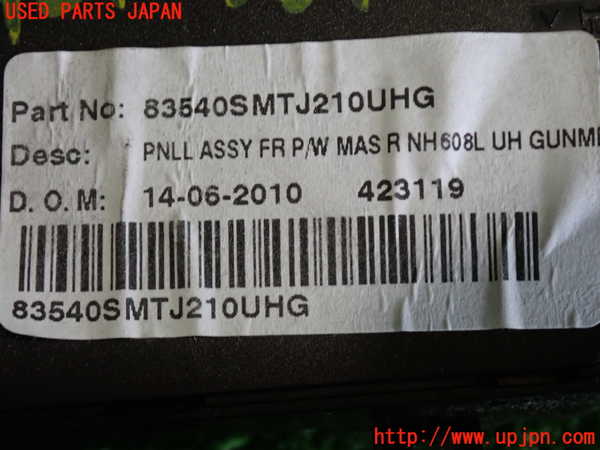 USED PARTS JAPAN
Part No: 83540SMTJ210UHG
Desc: PNLL ASSY FR P/W MAS R NH608L UH GUNM
D. O. M: 14-06-2010 423119
83540SMTJ210UHG
http://www.upjpn.com